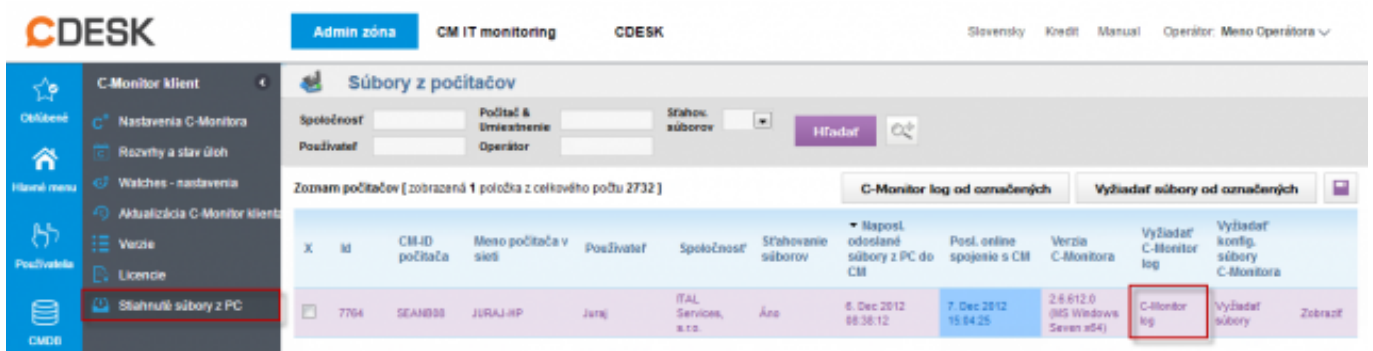 CDESK
Admin zóna
CM IT monitoring
CDESK
Slovensky
Kredit
Manual
Operátor: Meno Operátora
Obľúbené
Hlavné menu
Používatelia
CMDB
C-Monitor klient
Nastavenia C-Monitora
Rozvrhy a stav úloh
Watches - nastavenia
Aktualizácia C-Monitor klienta
Verzie
Licencie
Stiahnuté súbory z PC
Súbory z počítačov
Spoločnosť
Počítač &
Umiestnenie
Sťahov.
súborov
Používateľ
Operátor
Hľadať
Zoznam počítačov [ zobrazená 1 položka z celkového počtu 2732 ]
C-Monitor log od označených
Vyžiadať súbory od označených
X
Id
CM-ID
počítača
Meno počítača v
sieti
Používateľ
Spoločnosť
Sťahovanie
súborov
Naposl.
odoslané
súbory z PC do
CM
Posl. online
spojenie s CM
Verzia
C-Monitora
Vyžiadať
C-Monitor
log
Vyžiadať
konfig.
súbory
C-Monitora
7764
SEANB08
JURAJ-HP
Juraj
ITAL
Services,
s.r.o.
Áno
6. Dec 2012
08:38:12
7. Dec 2012
15:04:25
2.6.612.0
(MS Windows
Seven x64)
C-Monitor
log
Vyžiadať
súbory
Zobraziť